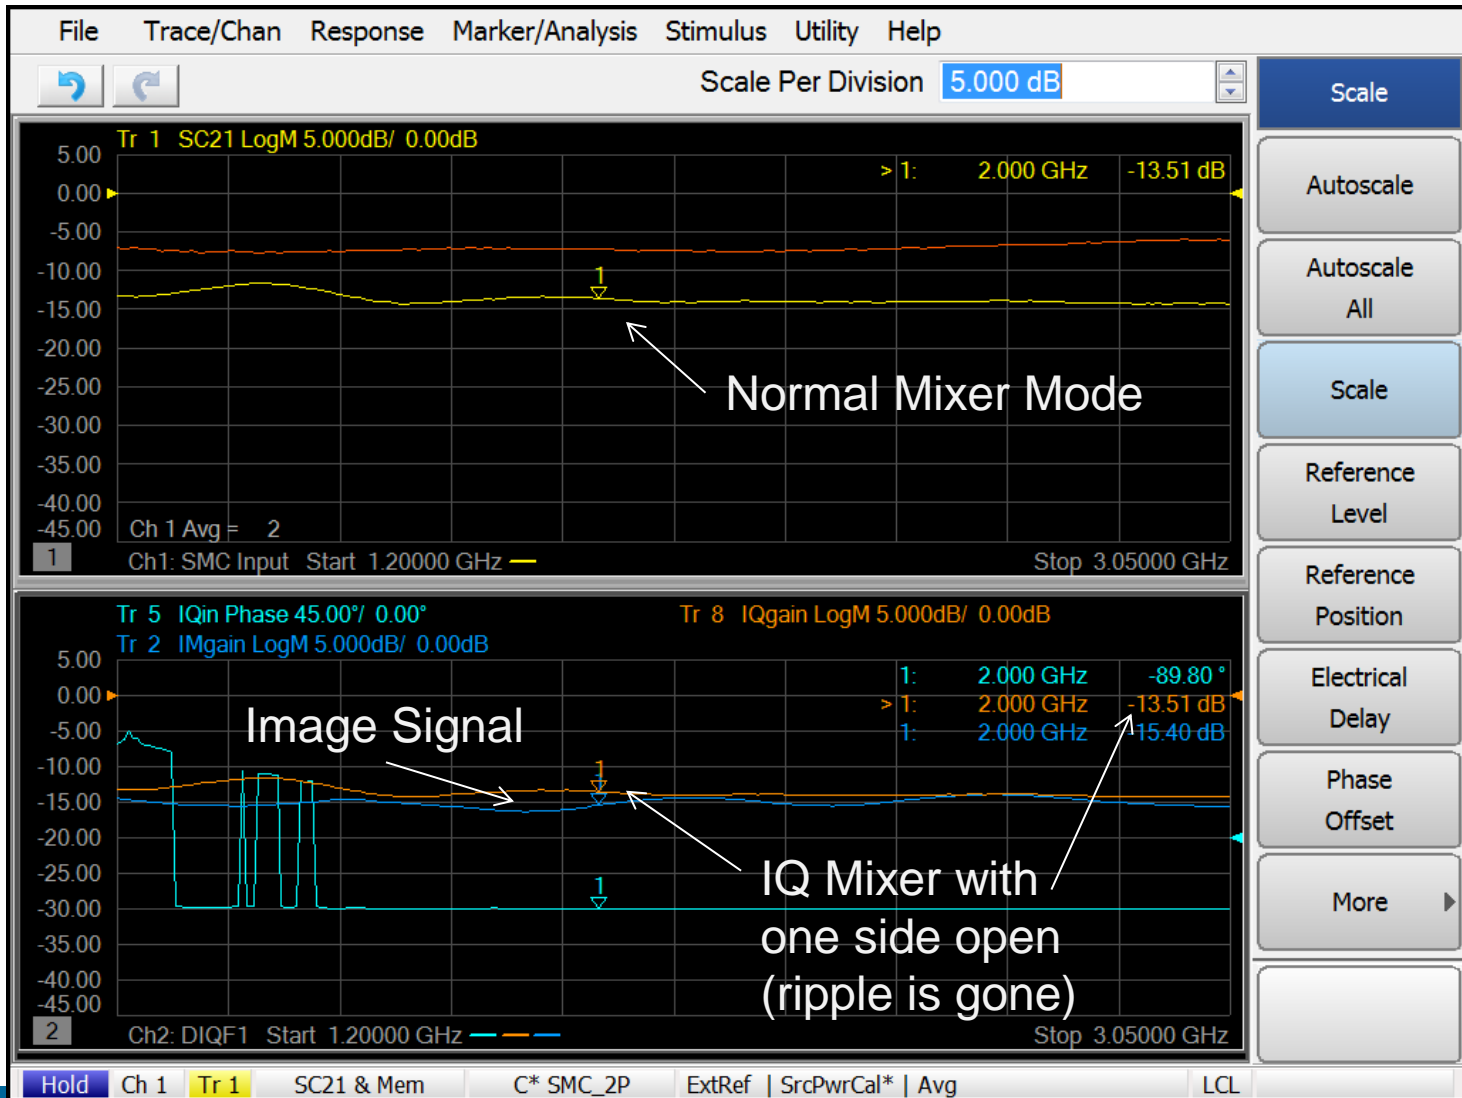 File Trace/Chan Response Marker/Analysis Stimulus Utility Help
Scale Per Division 5.000 dB
Scale
Autoscale
Autoscale
All
Scale
Reference
Level
Reference
Position
Electrical
Delay
Phase
Offset
More
Tr 1 SC21 LogM 5.000dB/ 0.00dB
> 1: 2.000 GHz -13.51 dB
5.00
0.00
-5.00
-10.00
-15.00
-20.00
-25.00
-30.00
-35.00
-40.00
-45.00
1
Normal Mixer Mode
Ch 1 Avg = 2
1 Ch1: SMC Input Start 1.20000 GHz Stop 3.05000 GHz
Tr 5 IQin Phase 45.00°/ 0.00° Tr 8 IQgain LogM 5.000dB/ 0.00dB
Tr 2 IMgain LogM 5.000dB/ 0.00dB
1: 2.000 GHz -89.80 °
> 1: 2.000 GHz -13.51 dB
1: 2.000 GHz -15.40 dB
5.00
0.00
-5.00
-10.00
-15.00
-20.00
-25.00
-30.00
-35.00
-40.00
-45.00
Image Signal
1
1
IQ Mixer with
one side open
(ripple is gone)
2 Ch2: DIQF1 Start 1.20000 GHz Stop 3.05000 GHz
Hold Ch 1 Tr 1 SC21 & Mem C* SMC_2P ExtRef | SrcPwrCal* | Avg LCL